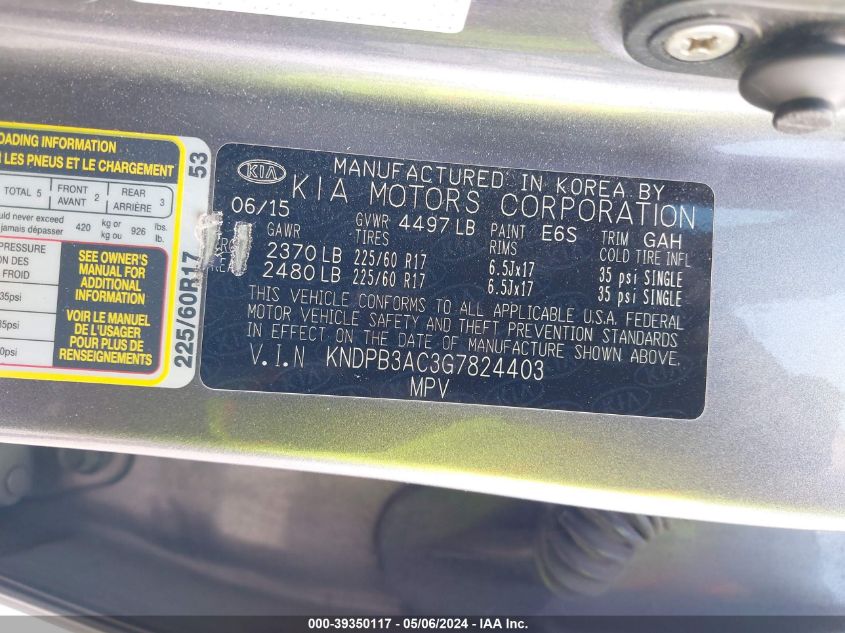 LOADING INFORMATION
LES PNEUS ET LE CHARGEMENT
TOTAL 5 FRONT AVANT 2 REAR ARRIÈRE 3
should never exceed 420 kg or kg ou 926 lbs. lb.
jamais dépasser
PRESSURE
FROID
35psi
SEE OWNER'S
MANUAL FOR
ADDITIONAL
INFORMATION
VOIR LE MANUEL
DE L'USAGER
POUR PLUS DE
RENSEIGNEMENTS
225/60R17 53
KIA
MANUFACTURED IN KOREA BY
KIA MOTORS CORPORATION
06/15 GVWR 4497 LB PAINT E6S TRIM GAH
GAWR TIRES RIMS COLD TIRE INFL
2370 LB 225/60 R17 6.5Jx17 35 psi SINGLE
2480 LB 225/60 R17 6.5Jx17 35 psi SINGLE
THIS VEHICLE CONFORMS TO ALL APPLICABLE U.S.A. FEDERAL
MOTOR VEHICLE SAFETY AND THEFT PREVENTION STANDARDS
IN EFFECT ON THE DATE OF MANUFACTURE SHOWN ABOVE.
V.I.N KNDPB3AC3G7824403
MPV
000-39350117 - 05/06/2024 - IAA Inc.